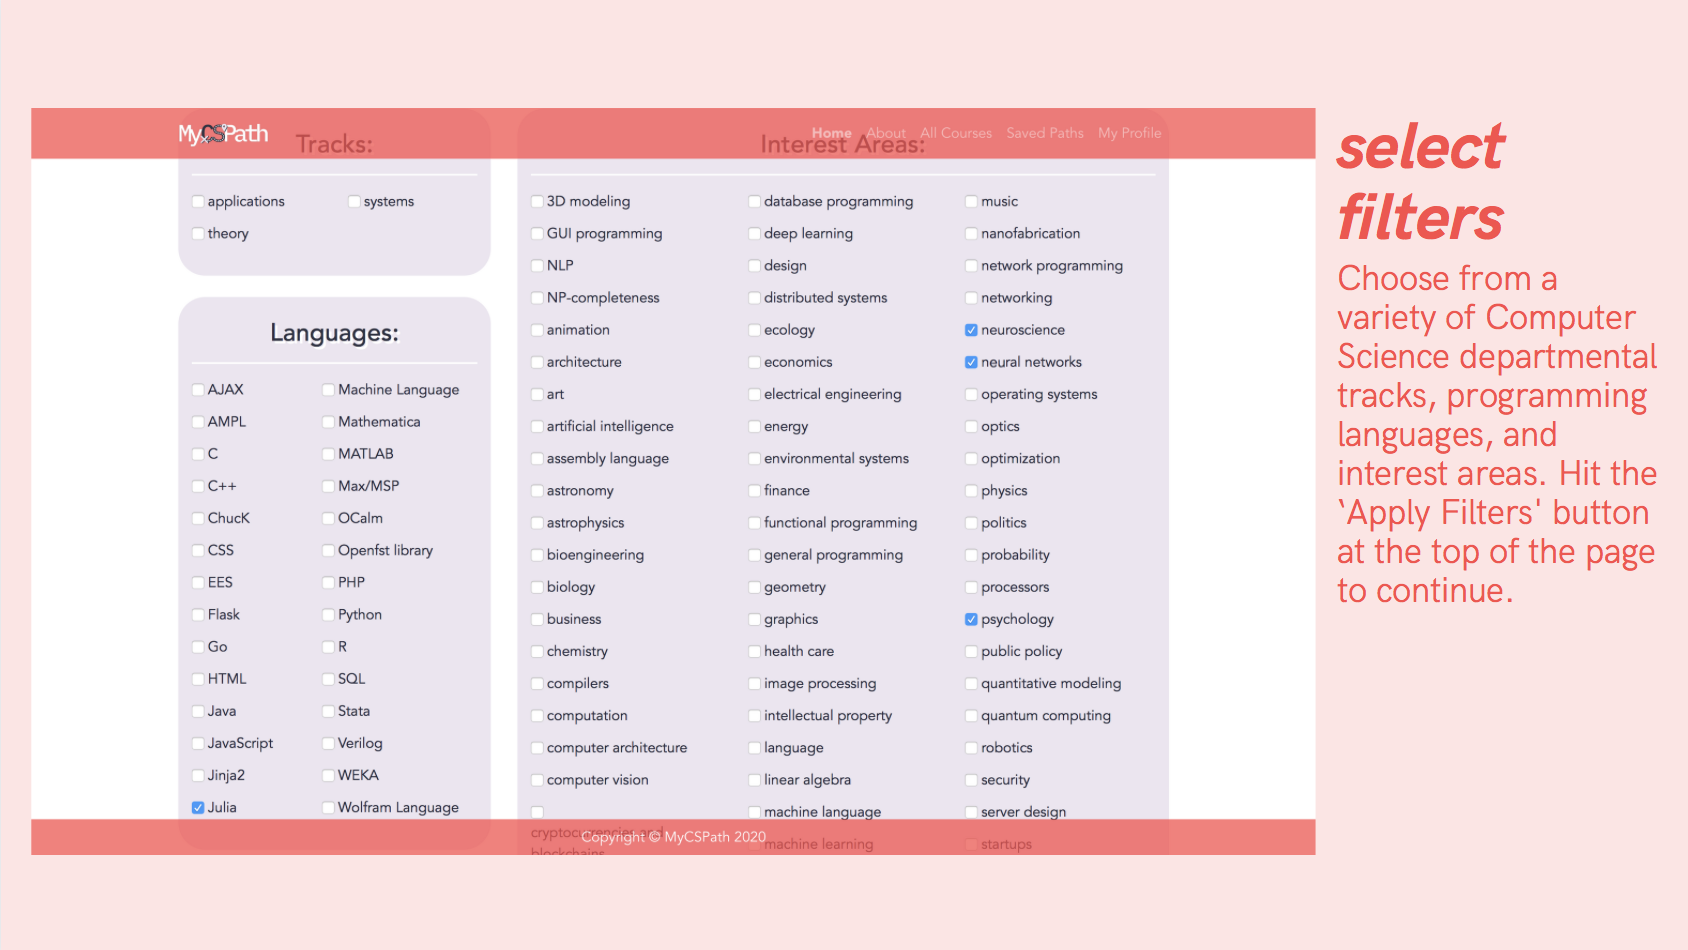 MyCSPath
Home About All Courses Saved Paths My Profile
Tracks:
applications systems
theory
Languages:
AJAX Machine Language
AMPL Mathematica
C MATLAB
C++ Max/MSP
ChucK OCalm
CSS Openfst library
EES PHP
Flask Python
Go R
HTML SQL
Java Stata
JavaScript Verilog
Jinja2 WEKA
Julia Wolfram Language
Interest Areas:
3D modeling database programming music
GUI programming deep learning nanofabrication
NLP design network programming
NP-completeness distributed systems networking
animation ecology neuroscience
architecture economics neural networks
art electrical engineering operating systems
artificial intelligence energy optics
assembly language environmental systems optimization
astronomy finance physics
astrophysics functional programming politics
bioengineering general programming probability
biology geometry processors
business graphics psychology
chemistry health care public policy
compilers image processing quantitative modeling
computation intellectual property quantum computing
computer architecture language robotics
computer vision linear algebra security
machine language server design
cryptocurrencies and machine learning startups
blockchains
Copyright © MyCSPath 2020
select
filters
Choose from a
variety of Computer
Science departmental
tracks, programming
languages, and
interest areas. Hit the
‘Apply Filters' button
at the top of the page
to continue.